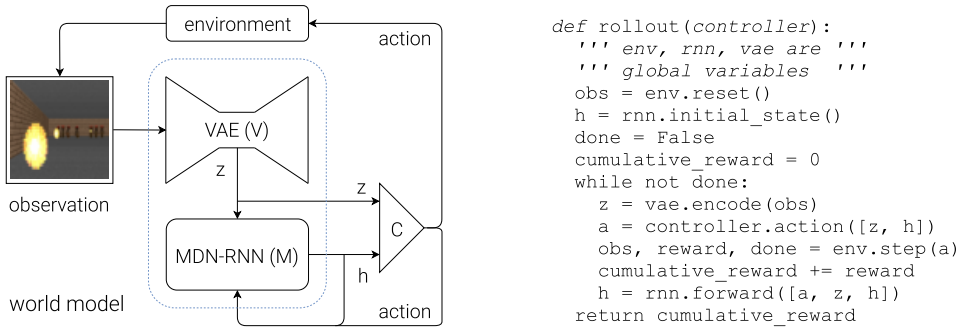 environment
action
VAE (V)
z
z
observation
C
MDN-RNN (M)
h
action
world model
def rollout(controller):
  ''' env, rnn, vae are '''
  ''' global variables  '''
  obs = env.reset()
  h = rnn.initial_state()
  done = False
  cumulative_reward = 0
  while not done:
    z = vae.encode(obs)
    a = controller.action([z, h])
    obs, reward, done = env.step(a)
    cumulative_reward += reward
    h = rnn.forward([a, z, h])
  return cumulative_reward